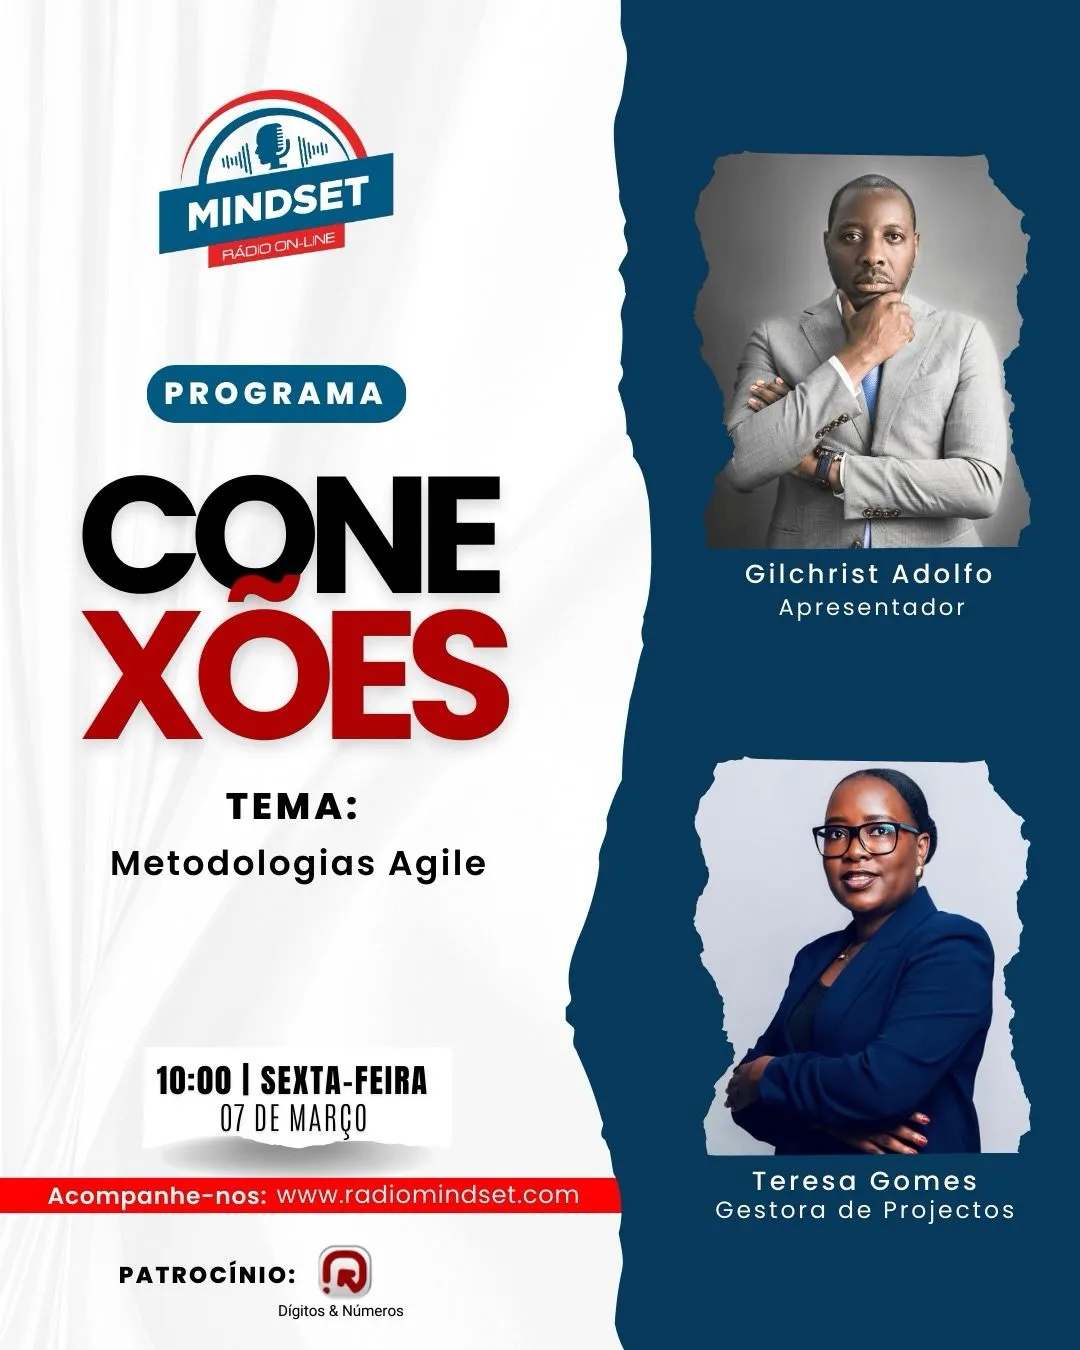 MINDSET
RÁDIO ON-LINE
PROGRAMA
CONE
XÕES
TEMA:
Metodologias Agile
10:00 | SEXTA-FEIRA
07 DE MARÇO
Acompanhe-nos: www.radiomindset.com
PATROCÍNIO:
Dígitos & Números
Gilchrist Adolfo
Apresentador
Teresa Gomes
Gestora de Projectos